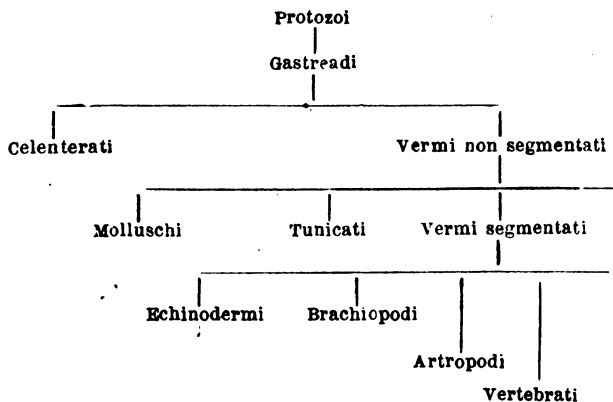 Protozoi
Gastreadi
Celenterati Vermi non segmentati
Molluschi Tunicati Vermi segmentati
Echinodermi Brachiopodi
Artropodi
Vertebrati